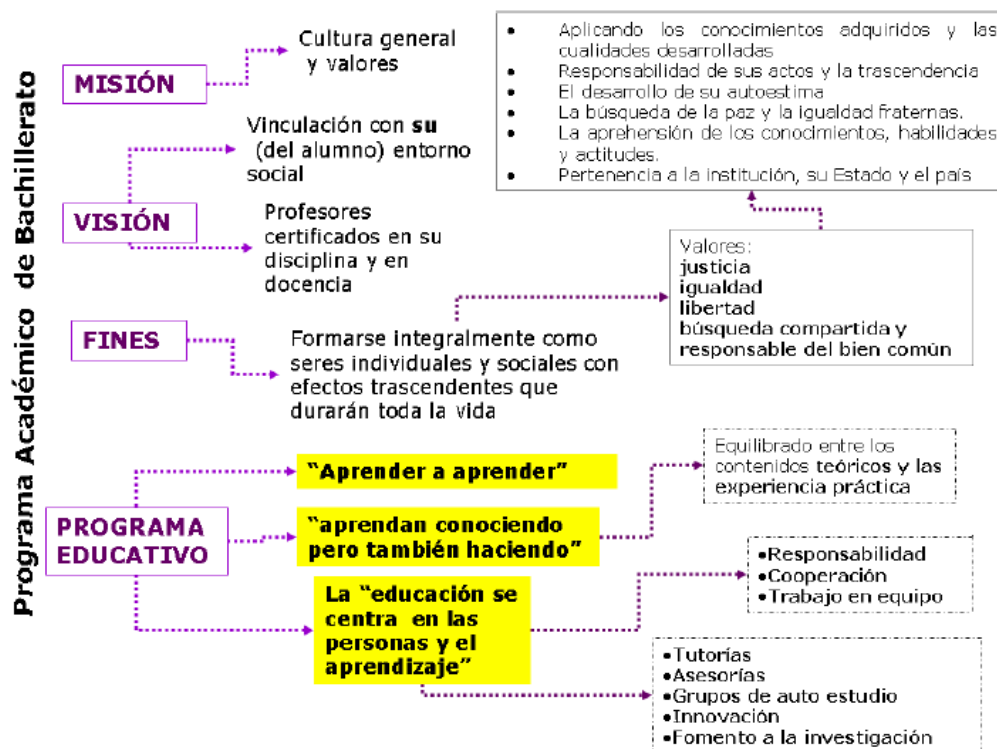 Programa Académico de Bachillerato
MISIÓN
Cultura general
y valores
VISIÓN
Vinculación con su
(del alumno) entorno
social
Profesores
certificados en su
disciplina y en
docencia
FINES
Formarse integralmente como
seres individuales y sociales con
efectos trascendentes que
durarán toda la vida
Valores:
justicia
igualdad
libertad
búsqueda compartida y
responsable del bien común
• Aplicando los conocimientos adquiridos y las
cualidades desarrolladas
• Responsabilidad de sus actos y la trascendencia
• El desarrollo de su autoestima
• La búsqueda de la paz y la igualdad fraternas.
• La aprehensión de los conocimientos, habilidades
y actitudes.
• Pertenencia a la institución, su Estado y el país
PROGRAMA
EDUCATIVO
“Aprender a aprender”
“aprendan conociendo
pero también haciendo”
Equilibrado entre los
contenidos teóricos y las
experiencia práctica
La “educación se
centra en las
personas y el
aprendizaje”
•Responsabilidad
•Cooperación
•Trabajo en equipo
•Tutorías
•Asesorías
•Grupos de auto estudio
•Innovación
•Fomento a la investigación